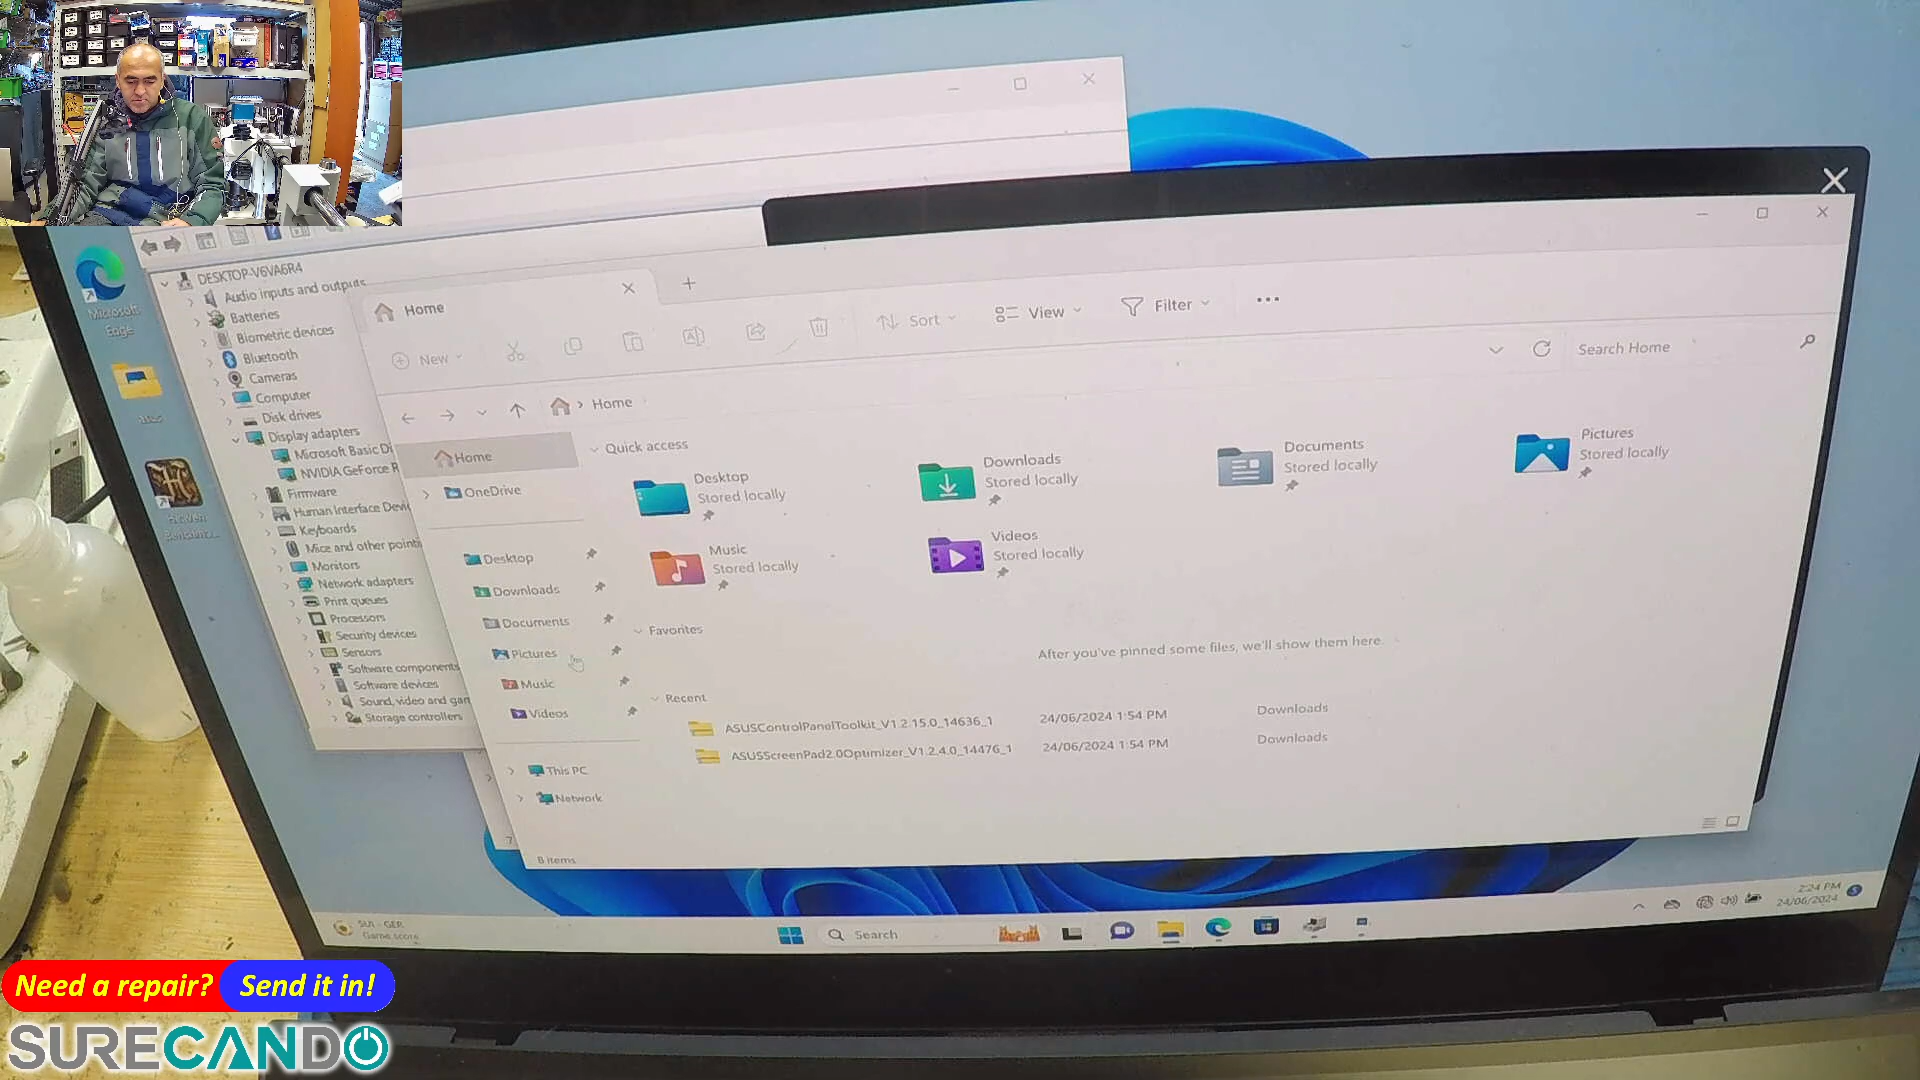 DESKTOP-V6VA6R4
Audio inputs and outputs
Batteries
Biometric devices
Bluetooth
Cameras
Computer
Disk drives
Display adapters
Microsoft Basic Di
NVIDIA GeForce R
Firmware
Human Interface Devi
Keyboards
Mice and other pointi
Monitors
Network adapters
Print queues
Processors
Security devices
Sensors
Software components
Software devices
Sound, video and gam
Storage controllers
Microsoft
Edge
Home
New
Sort
View
Filter
Home
Search Home
Home
OneDrive
Desktop
Downloads
Documents
Pictures
Music
Videos
This PC
Network
Quick access
Desktop
Stored locally
Downloads
Stored locally
Documents
Stored locally
Pictures
Stored locally
Music
Stored locally
Videos
Stored locally
Favorites
After you've pinned some files, we'll show them here.
Recent
ASUSControlPanelToolkit_V1.2.15.0_14636_1 24/06/2024 1:54 PM Downloads
ASUSScreenPad2.0Optimizer_V1.2.4.0_14476_1 24/06/2024 1:54 PM Downloads
7
8 items
SUI - GER
Game score
Search
2:24 PM
24/06/2024
5
Need a repair? Send it in!
SURECANDO